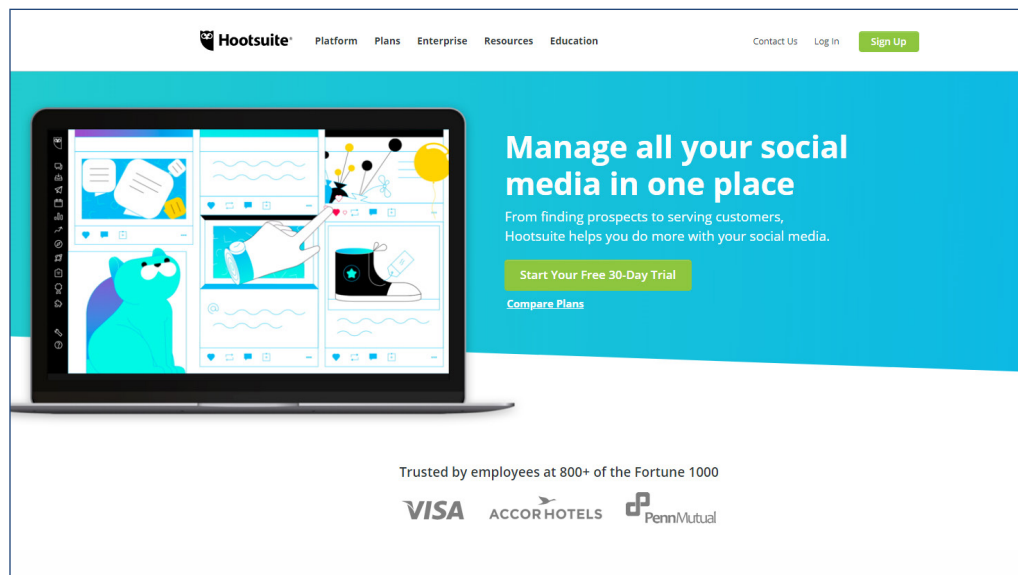 Hootsuite
Platform Plans Enterprise Resources Education
Contact Us Log In Sign Up
Manage all your social
media in one place
From finding prospects to serving customers,
Hootsuite helps you do more with your social media.
Start Your Free 30-Day Trial
Compare Plans
Trusted by employees at 800+ of the Fortune 1000
VISA ACCORHOTELS PennMutual